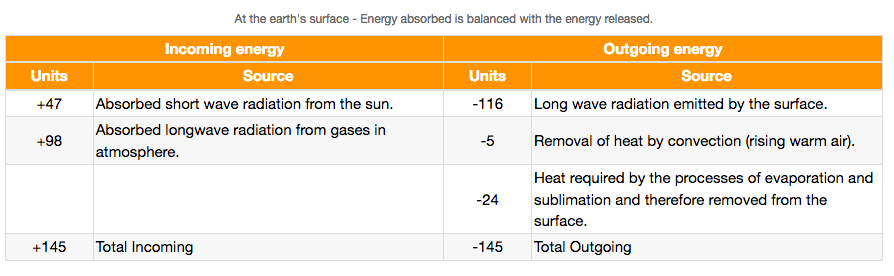 At the earth's surface - Energy absorbed is balanced with the energy released.
Incoming energy Outgoing energy
Units Source Units Source
+47 Absorbed short wave radiation from the sun. -116 Long wave radiation emitted by the surface.
+98 Absorbed longwave radiation from gases in atmosphere. -5 Removal of heat by convection (rising warm air).
-24 Heat required by the processes of evaporation and
sublimation and therefore removed from the
surface.
+145 Total Incoming -145 Total Outgoing